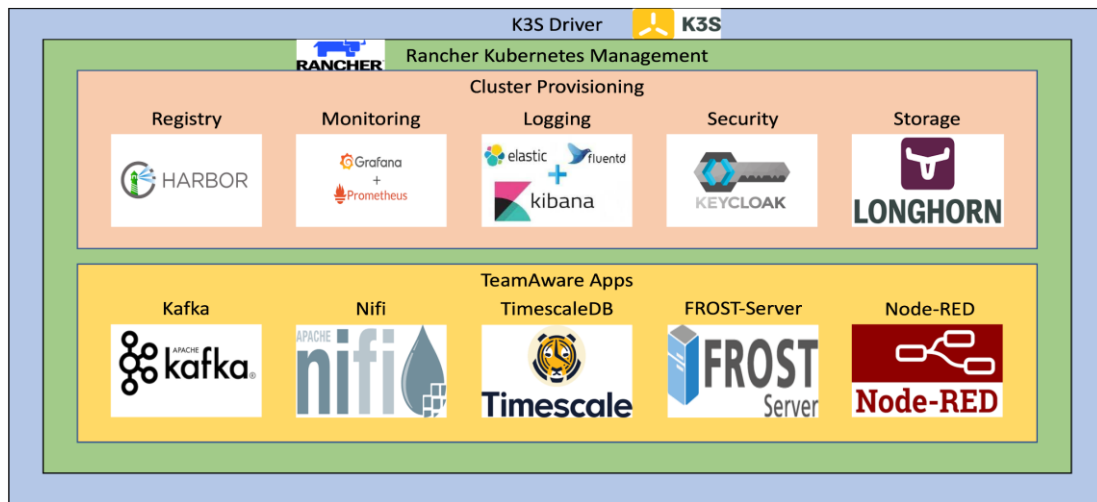 K3S Driver
K3S
RANCHER
Rancher Kubernetes Management
Cluster Provisioning
Registry
Monitoring
Logging
Security
Storage
HARBOR
Grafana
+
Prometheus
elastic
fluentd
+
kibana
KEYCLOAK
LONGHORN
TeamAware Apps
Kafka
Nifi
TimescaleDB
FROST-Server
Node-RED
APACHE
kafka®
APACHE
nifi
Timescale
FROST
Server
Node-RED